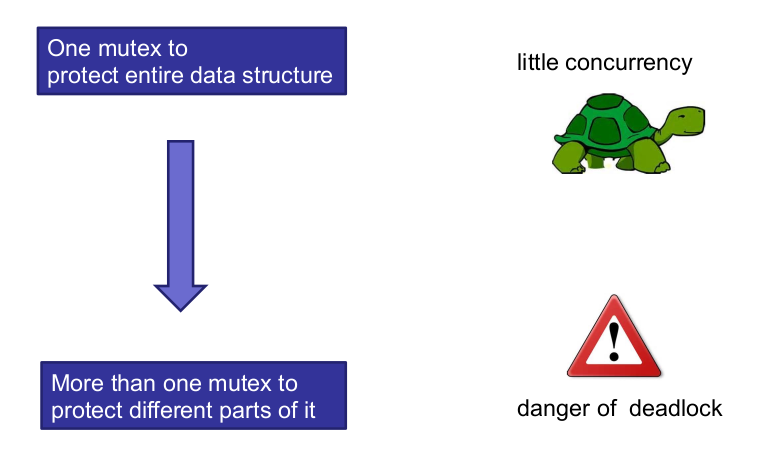 One mutex to
protect entire data structure
little concurrency
More than one mutex to
protect different parts of it
danger of  deadlock